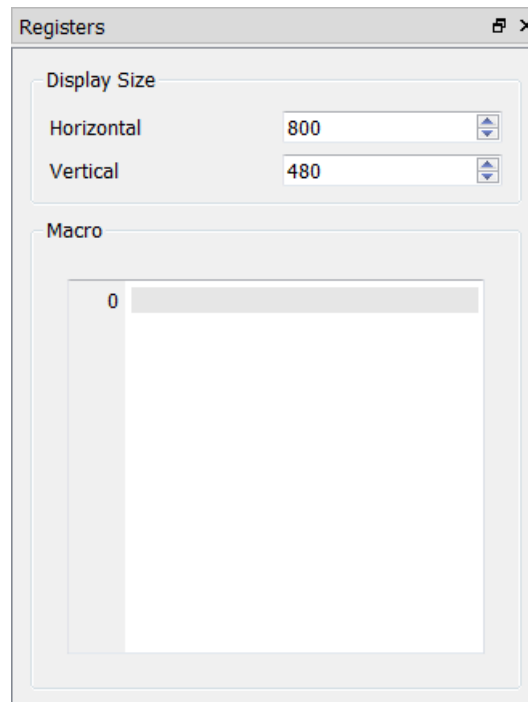 Registers
Display Size
Horizontal 800
Vertical 480
Macro
0